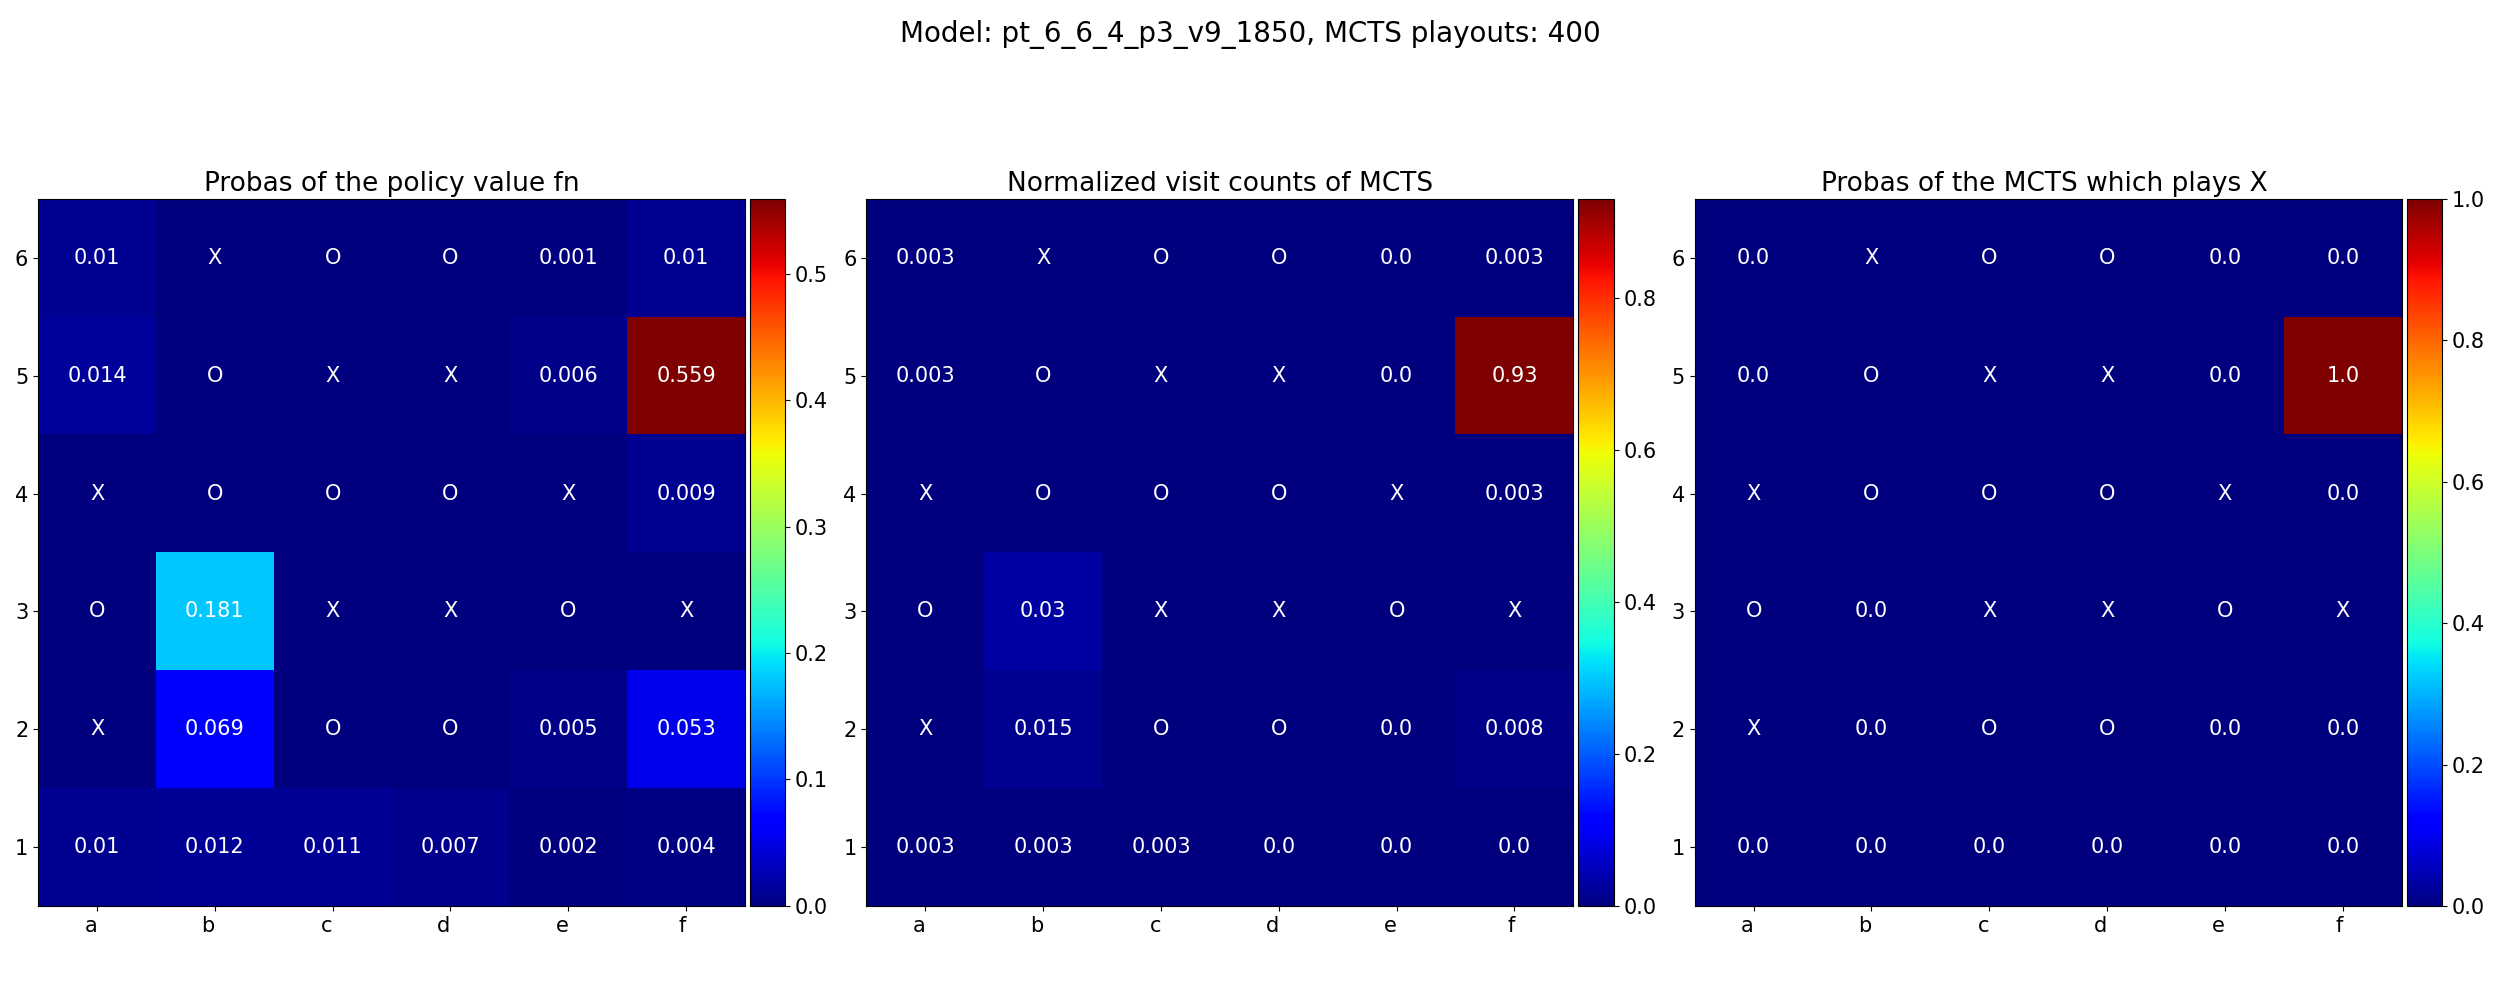 Model: pt_6_6_4_p3_v9_1850, MCTS playouts: 400
Probas of the policy value fn
6 0.01 X O O 0.001 0.01
5 0.014 O X X 0.006 0.559
4 X O O O X 0.009
3 O 0.181 X X O X
2 X 0.069 O O 0.005 0.053
1 0.01 0.012 0.011 0.007 0.002 0.004
a b c d e f
0.5
0.4
0.3
0.2
0.1
0.0
Normalized visit counts of MCTS
6 0.003 X O O 0.0 0.003
5 0.003 O X X 0.0 0.93
4 X O O O X 0.003
3 O 0.03 X X O X
2 X 0.015 O O 0.0 0.008
1 0.003 0.003 0.003 0.0 0.0 0.0
a b c d e f
0.8
0.6
0.4
0.2
0.0
Probas of the MCTS which plays X
6 0.0 X O O 0.0 0.0
5 0.0 O X X 0.0 1.0
4 X O O O X 0.0
3 O 0.0 X X O X
2 X 0.0 O O 0.0 0.0
1 0.0 0.0 0.0 0.0 0.0 0.0
a b c d e f
1.0
0.8
0.6
0.4
0.2
0.0